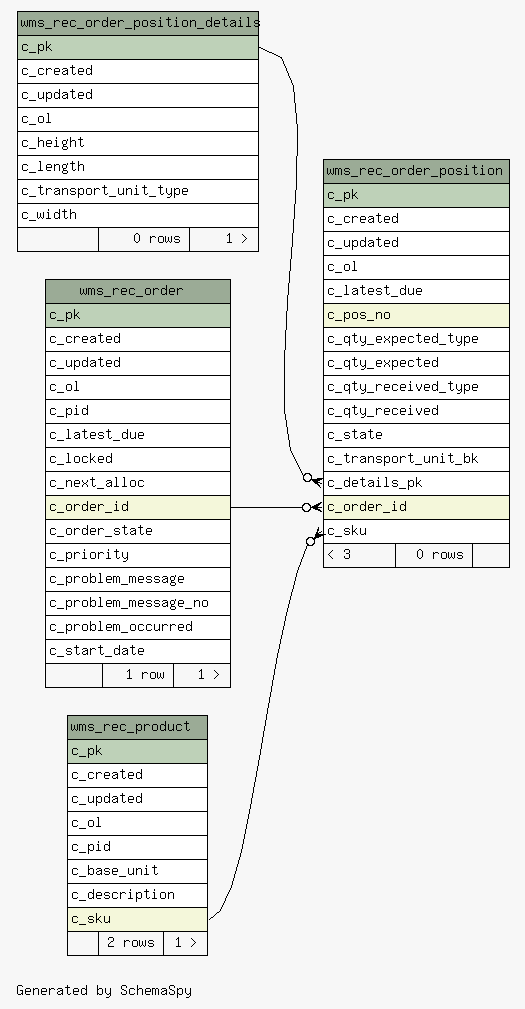 wms_rec_order_position_details
c_pk
c_created
c_updated
c_ol
c_height
c_length
c_transport_unit_type
c_width
0 rows 1 >
wms_rec_order
c_pk
c_created
c_updated
c_ol
c_pid
c_latest_due
c_locked
c_next_alloc
c_order_id
c_order_state
c_priority
c_problem_message
c_problem_message_no
c_problem_occurred
c_start_date
1 row 1 >
wms_rec_product
c_pk
c_created
c_updated
c_ol
c_pid
c_base_unit
c_description
c_sku
2 rows 1 >
wms_rec_order_position
c_pk
c_created
c_updated
c_ol
c_latest_due
c_pos_no
c_qty_expected_type
c_qty_expected
c_qty_received_type
c_qty_received
c_state
c_transport_unit_bk
c_details_pk
c_order_id
c_sku
< 3 0 rows
Generated by SchemaSpy